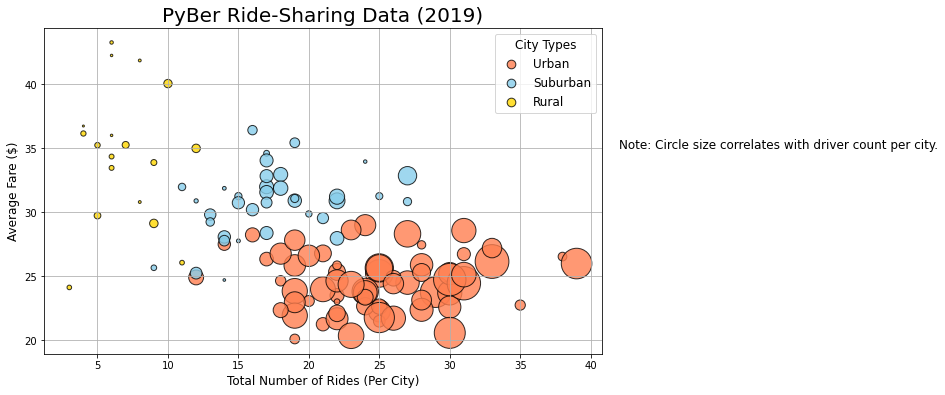 PyBer Ride-Sharing Data (2019)
City Types
Urban
Suburban
Rural
Note: Circle size correlates with driver count per city.
Average Fare ($)
40
35
30
25
20
5 10 15 20 25 30 35 40
Total Number of Rides (Per City)